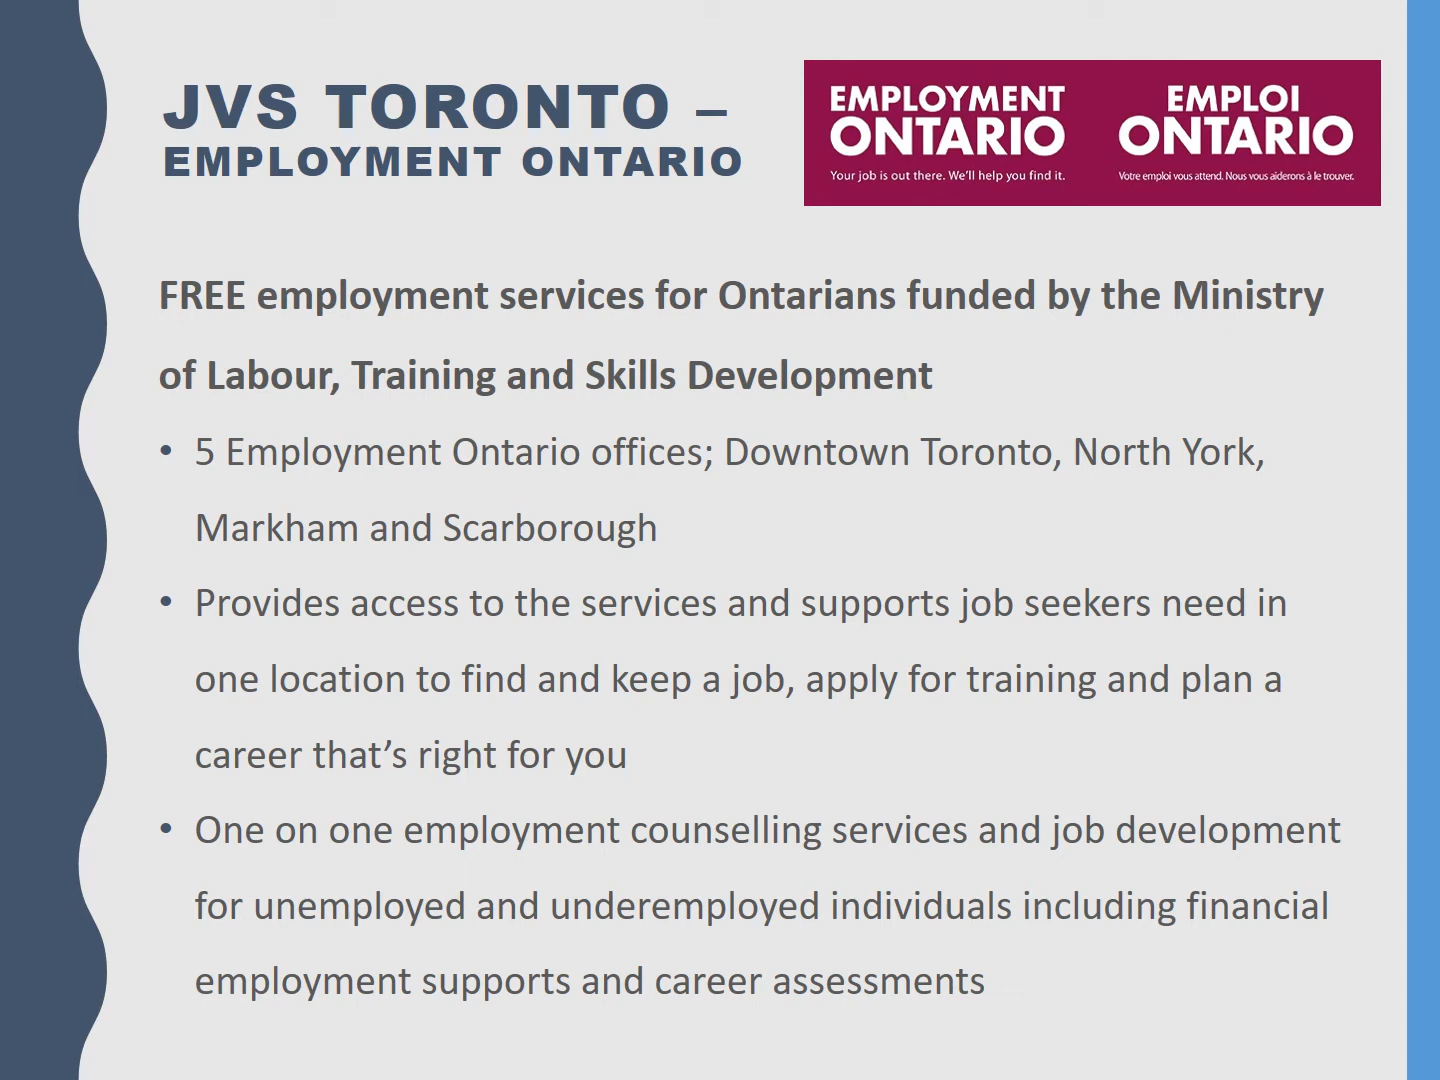 JVS TORONTO –
EMPLOYMENT ONTARIO
EMPLOYMENT
ONTARIO
Your job is out there. We’ll help you find it.
EMPLOI
ONTARIO
Votre emploi vous attend. Nous vous aiderons à le trouver.
FREE employment services for Ontarians funded by the Ministry
of Labour, Training and Skills Development
• 5 Employment Ontario offices; Downtown Toronto, North York,
Markham and Scarborough
• Provides access to the services and supports job seekers need in
one location to find and keep a job, apply for training and plan a
career that’s right for you
• One on one employment counselling services and job development
for unemployed and underemployed individuals including financial
employment supports and career assessments